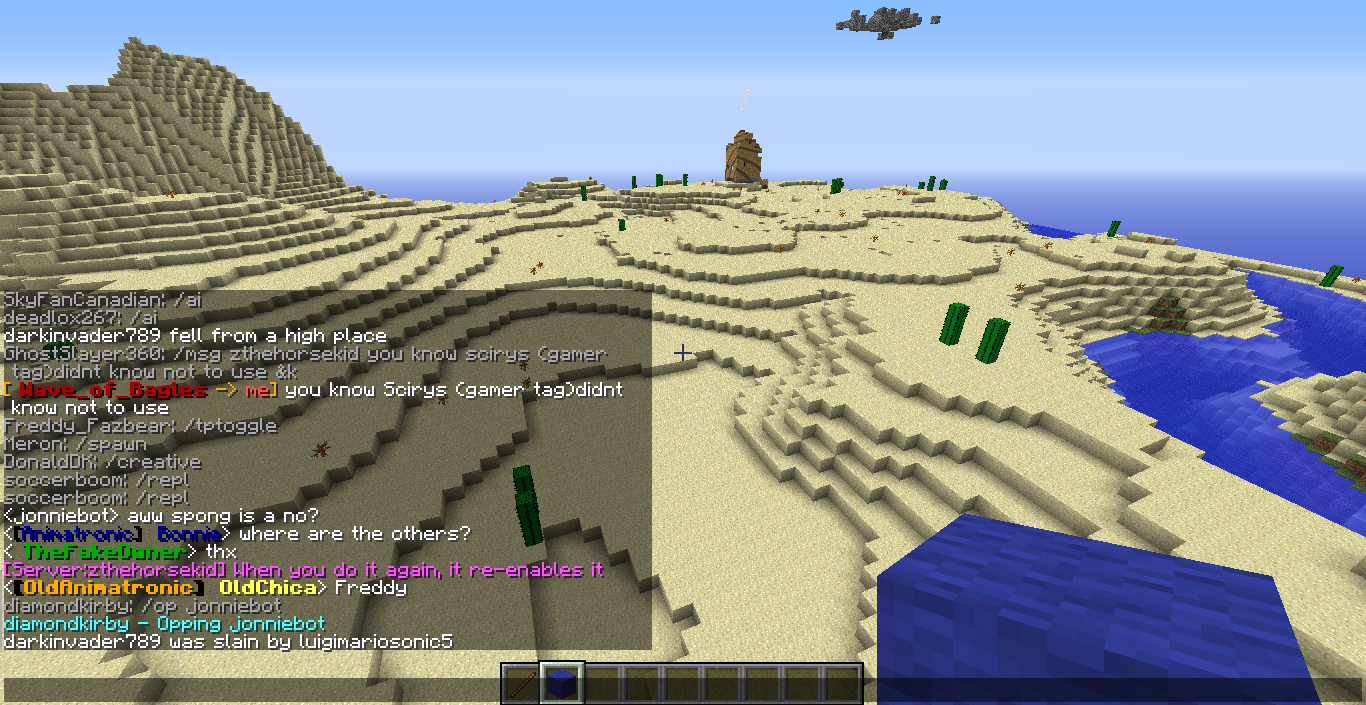 SkyFanCanadian: /ai
deadlox267: /ai
darkinvader789 fell from a high place
GhostSlayer360: /msg zthehorsekid you know scirys (gamer
tag)didnt know not to use &k
[ Wave_of_Bagles -> me] you know Scirys (gamer tag)didnt
know not to use
Freddy_Fazbear: /tptoggle
Meron: /spawn
DonaldDh: /creative
soccerboom: /repl
soccerboom: /repl
<jonniebot> aww spong is a no?
<[Animatronic] Bonnie> where are the others?
< TheFakeOwner > thx
[Server:zthehorsekid] When you do it again, it re-enables it
<[OldAnimatronic] OldChica> Freddy
diamondkirby: /op jonniebot
diamondkirby - Opping jonniebot
darkinvader789 was slain by luigimariosonic5